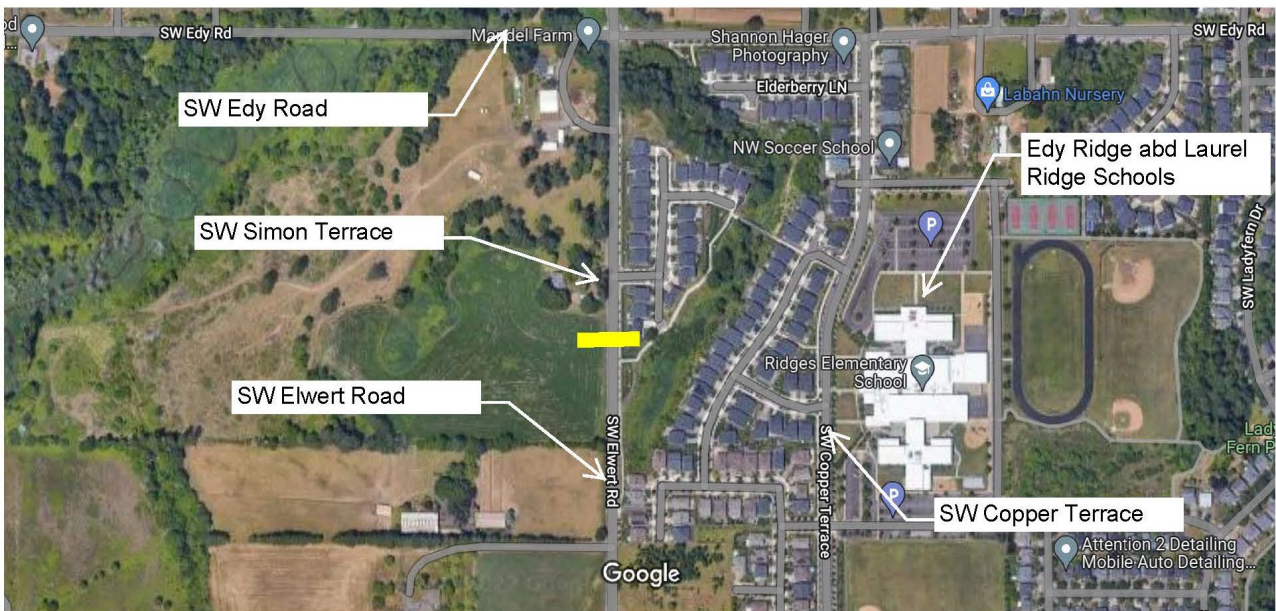 d
...
SW Edy Rd
Mandel Farm
Shannon Hager
Photography
SW Edy Rd
SW Edy Road
Elderberry LN
Labahn Nursery
NW Soccer School
Edy Ridge abd Laurel
Ridge Schools
SW Simon Terrace
P
SW Ladyfern Dr
SW Elwert Road
Ridges Elementary
School
SW Elwert Rd
SW Copper Terrace
Lady
Fern P
P
SW Copper Terrace
Google
Attention 2 Detailing
Mobile Auto Detailing...